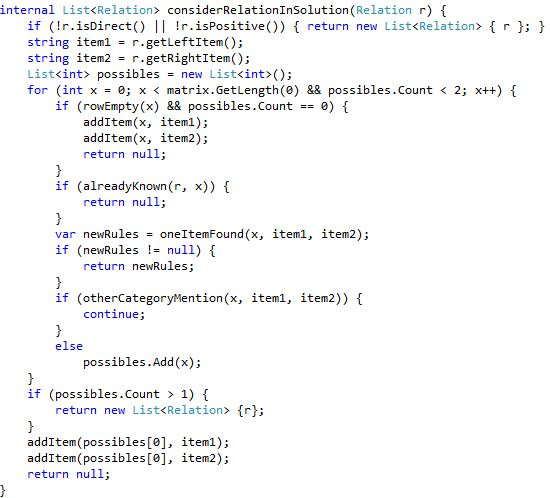 internal List<Relation> considerRelationInSolution(Relation r) {
    if (!r.isDirect() || !r.isPositive()) { return new List<Relation> { r }; }
    string item1 = r.getLeftItem();
    string item2 = r.getRightItem();
    List<int> possibles = new List<int>();
    for (int x = 0; x < matrix.GetLength(0) && possibles.Count < 2; x++) {
        if (rowEmpty(x) && possibles.Count == 0) {
            addItem(x, item1);
            addItem(x, item2);
            return null;
        }
        if (alreadyKnown(r, x)) {
            return null;
        }
        var newRules = oneItemFound(x, item1, item2);
        if (newRules != null) {
            return newRules;
        }
        if (otherCategoryMention(x, item1, item2)) {
            continue;
        }
        else
            possibles.Add(x);
    }
    if (possibles.Count > 1) {
        return new List<Relation> {r};
    }
    addItem(possibles[0], item1);
    addItem(possibles[0], item2);
    return null;
}